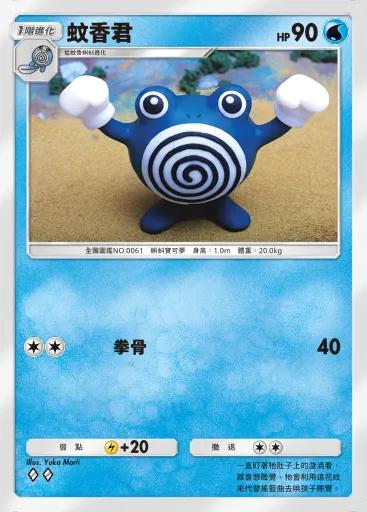 1階進化
蚊香君
HP 90
從蚊香蝌蚪進化
全國圖鑑NO.0061 蝌蚪寶可夢 身高：1.0m 體重：20.0kg
拳骨 40
弱點 +20 撤退
Illus. Yuka Morii
一直盯著牠肚子上的漩渦看，
就會想睡覺。牠會利用這花紋
來代替搖籃曲去哄孩子睡覺。